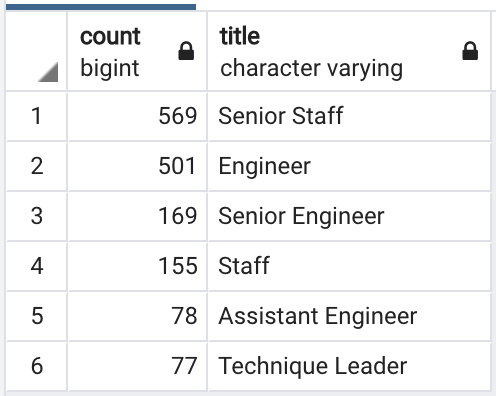 count title
bigint character varying
1 569 Senior Staff
2 501 Engineer
3 169 Senior Engineer
4 155 Staff
5 78 Assistant Engineer
6 77 Technique Leader